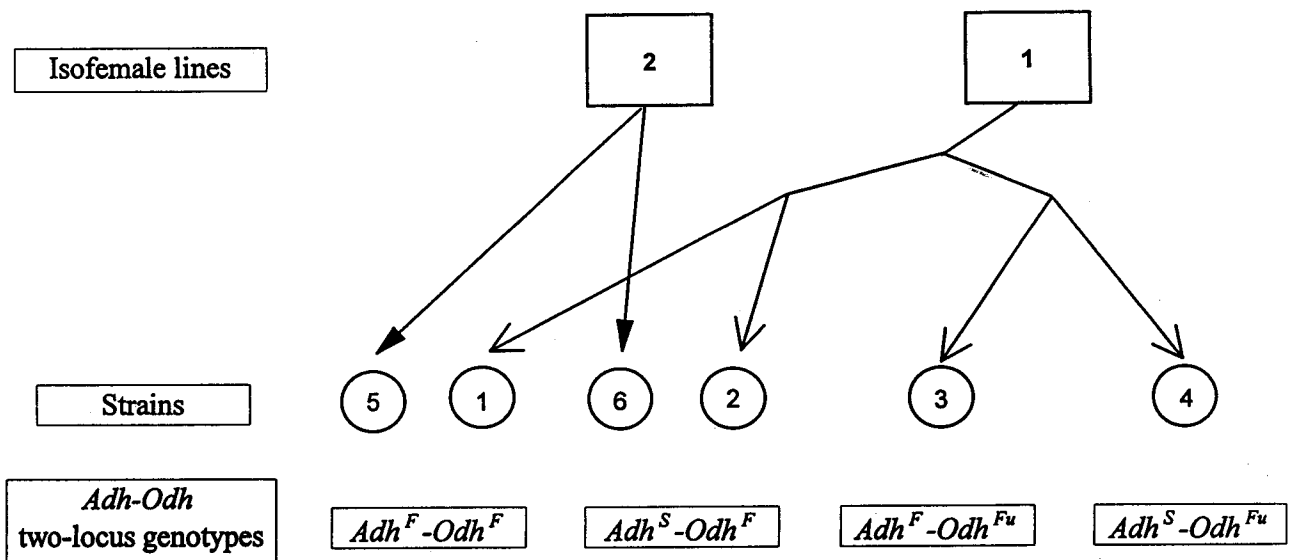 Isofemale lines
2
1
Strains
5
1
6
2
3
4
Adh-Odh
two-locus genotypes
Adh^F -Odh^F
Adh^S -Odh^F
Adh^F -Odh^Fu
Adh^S -Odh^Fu